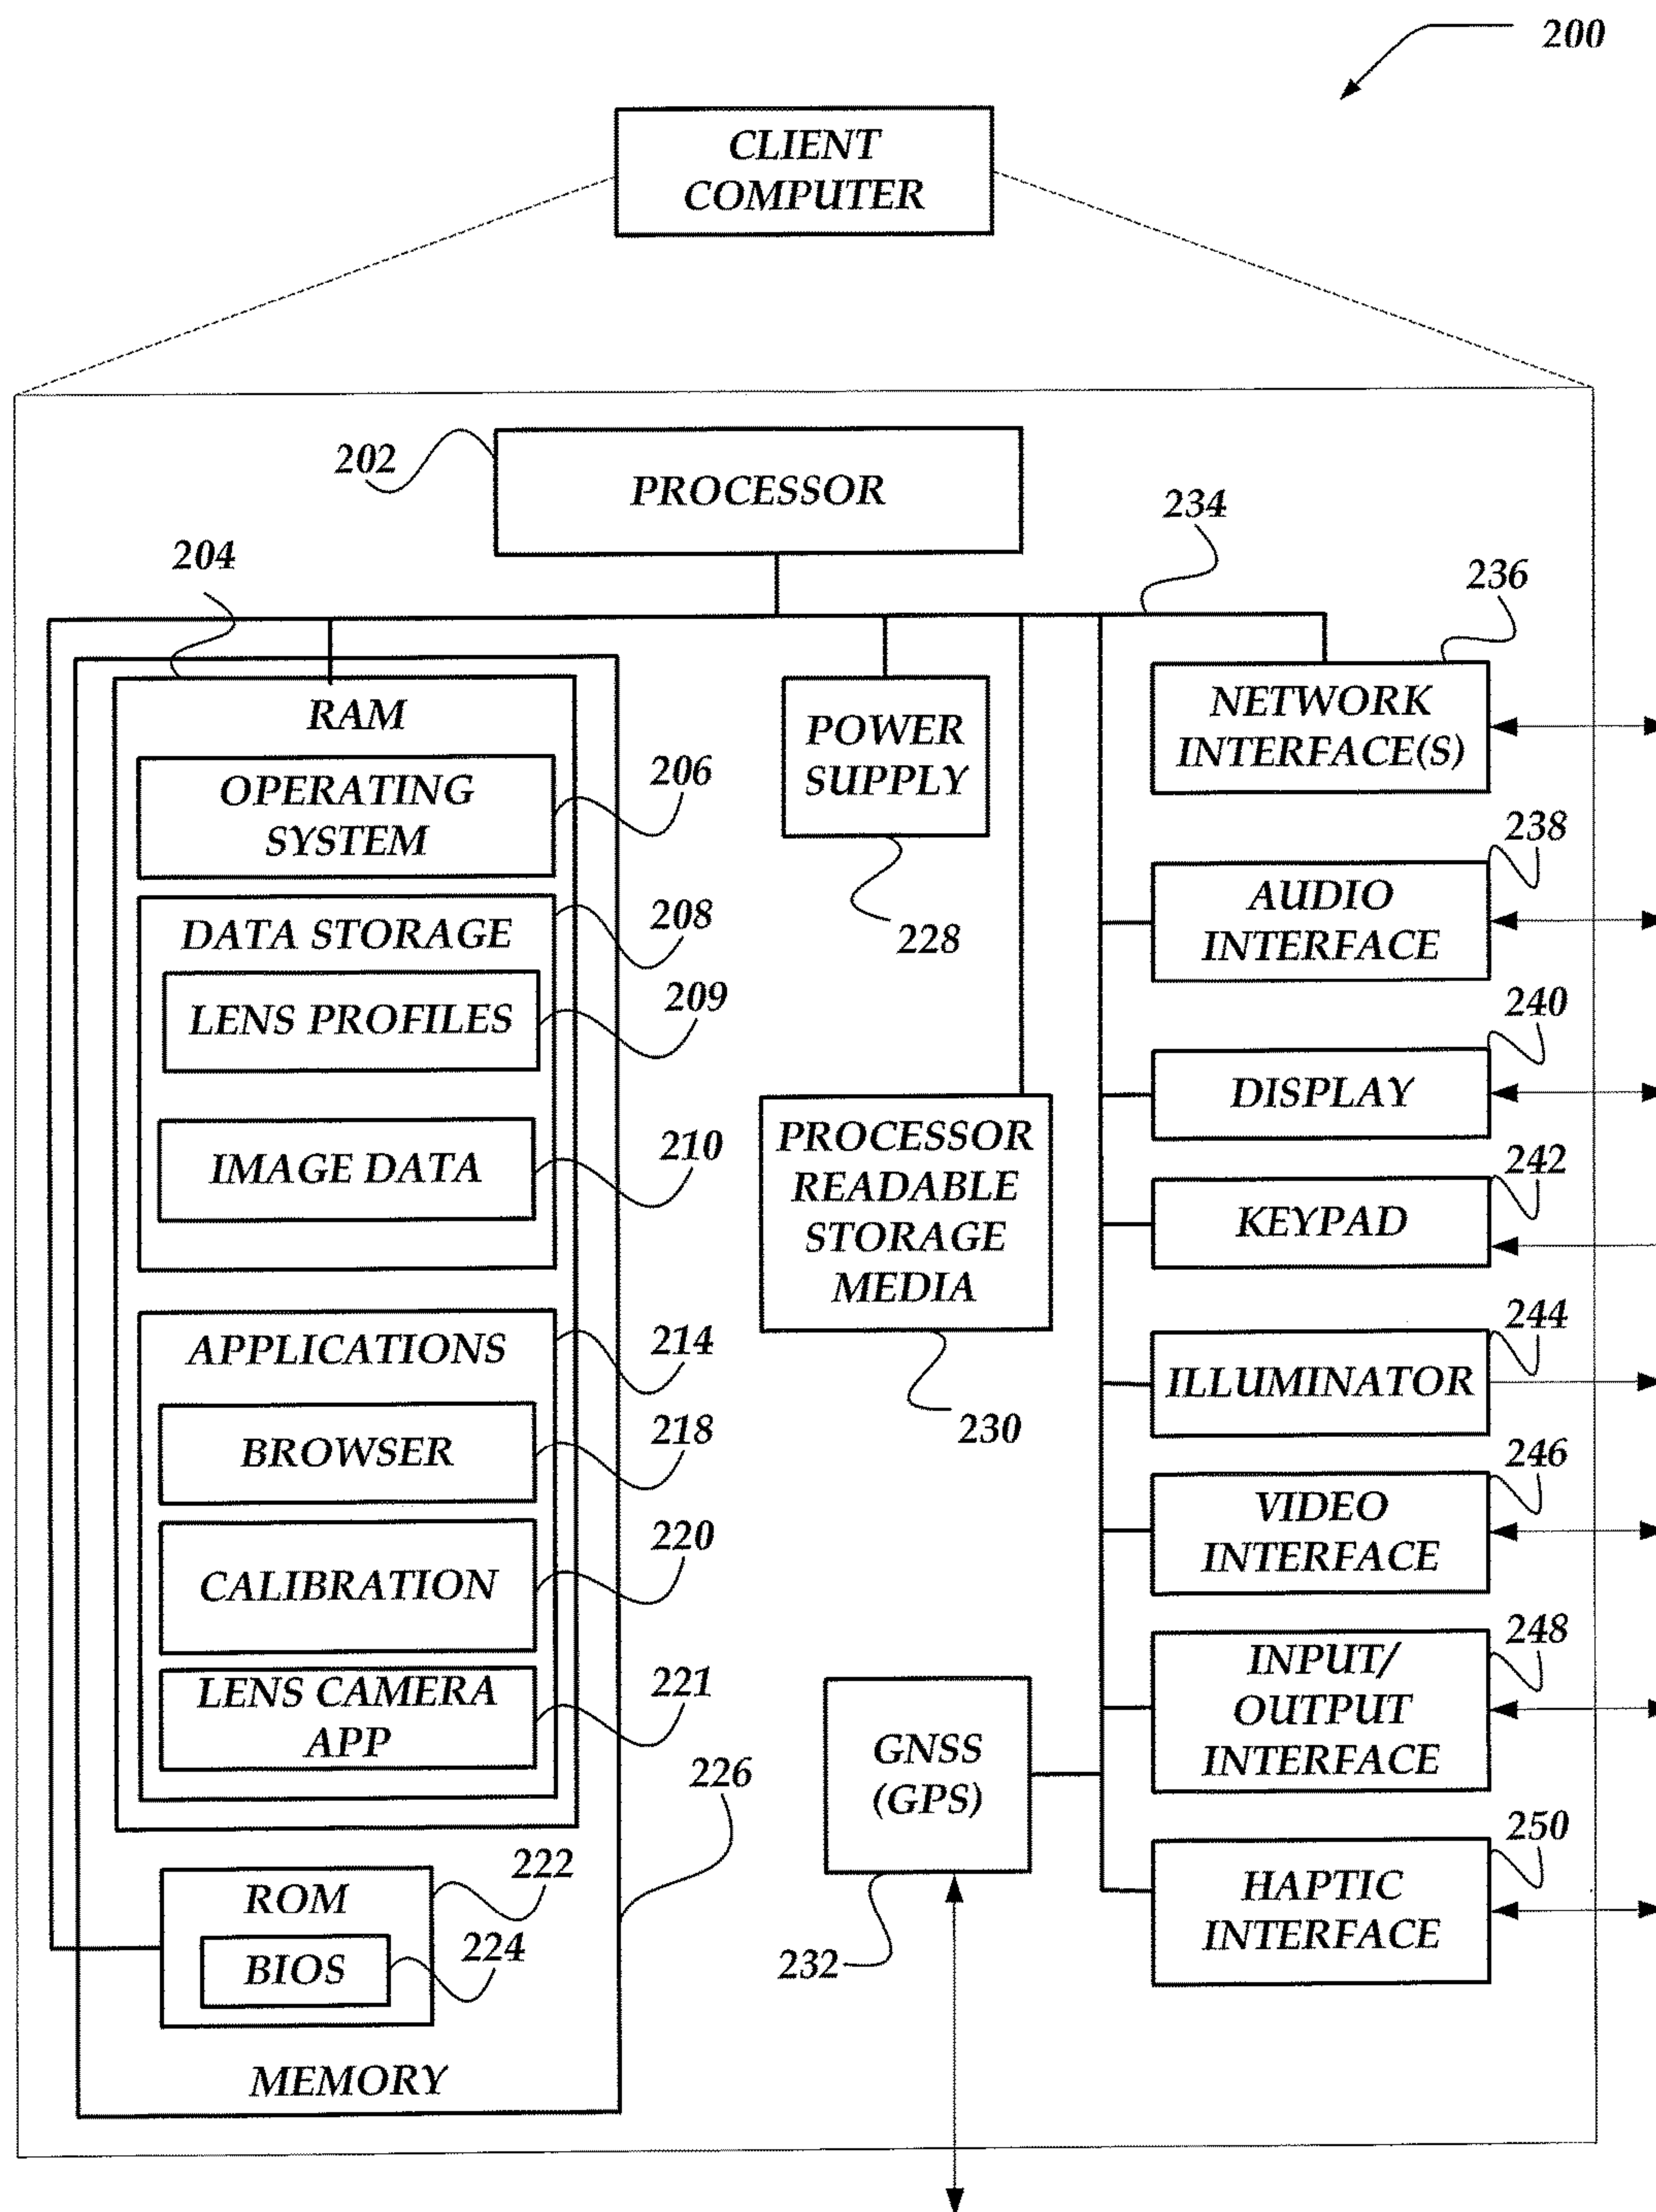 200
CLIENT
COMPUTER
202
PROCESSOR
234
204
236
RAM
OPERATING
SYSTEM
206
DATA STORAGE
208
LENS PROFILES
209
IMAGE DATA
210
APPLICATIONS
214
BROWSER
218
CALIBRATION
220
LENS CAMERA
APP
221
226
ROM
222
BIOS
224
MEMORY
POWER
SUPPLY
228
PROCESSOR
READABLE
STORAGE
MEDIA
230
GNSS
(GPS)
232
NETWORK
INTERFACE(S)
238
AUDIO
INTERFACE
240
DISPLAY
242
KEYPAD
244
ILLUMINATOR
246
VIDEO
INTERFACE
248
INPUT/
OUTPUT
INTERFACE
250
HAPTIC
INTERFACE